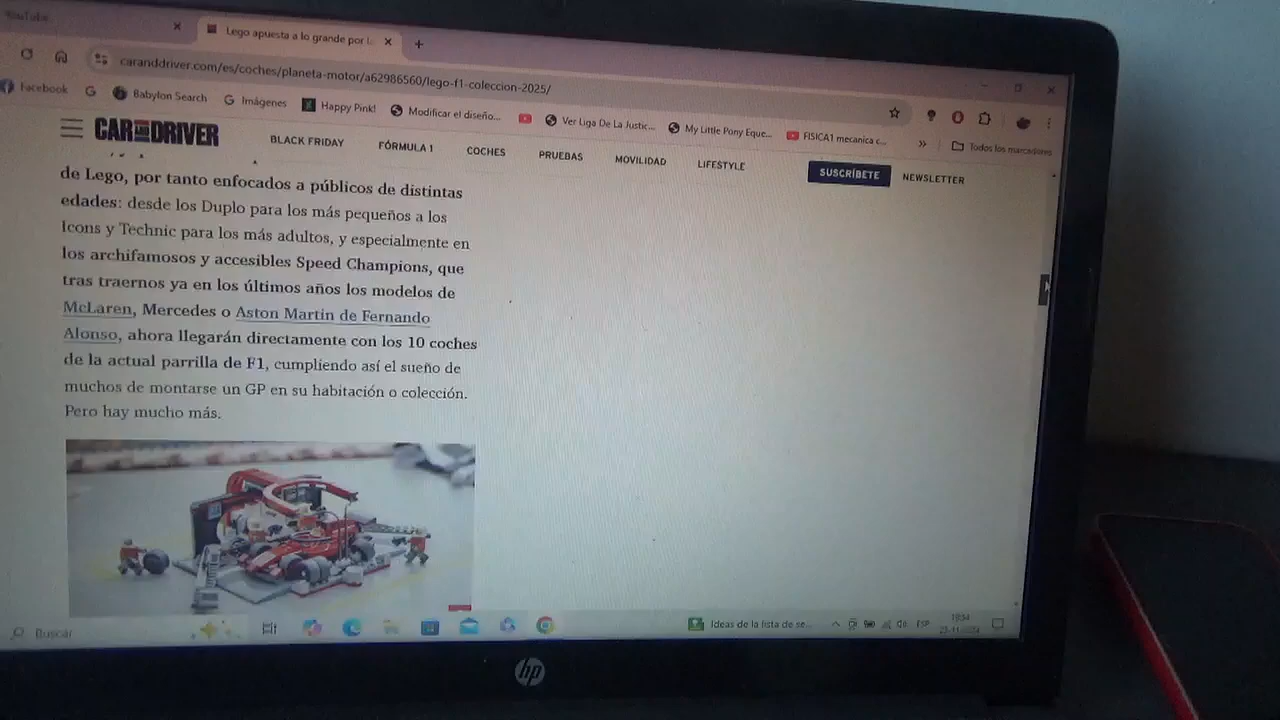 YouTube
Lego apuesta a lo grande por l
caranddriver.com/es/coches/planeta-motor/a62986560/lego-f1-coleccion-2025/
Facebook
G
Babylon Search
Imágenes
Happy Pink!
Modificar el diseño...
Ver Liga De La Justic...
My Little Pony Eque...
FISICA1 mecanica c...
Todos los marcadores
CAR AND DRIVER
BLACK FRIDAY
FÓRMULA 1
COCHES
PRUEBAS
MOVILIDAD
LIFESTYLE
SUSCRÍBETE
NEWSLETTER
de Lego, por tanto enfocados a públicos de distintas
edades: desde los Duplo para los más pequeños a los
Icons y Technic para los más adultos, y especialmente en
los archifamosos y accesibles Speed Champions, que
tras traernos ya en los últimos años los modelos de
McLaren, Mercedes o Aston Martin de Fernando
Alonso, ahora llegarán directamente con los 10 coches
de la actual parrilla de F1, cumpliendo así el sueño de
muchos de montarse un GP en su habitación o colección.
Pero hay mucho más.
Buscar
Ideas de la lista de se...
ESP
hp